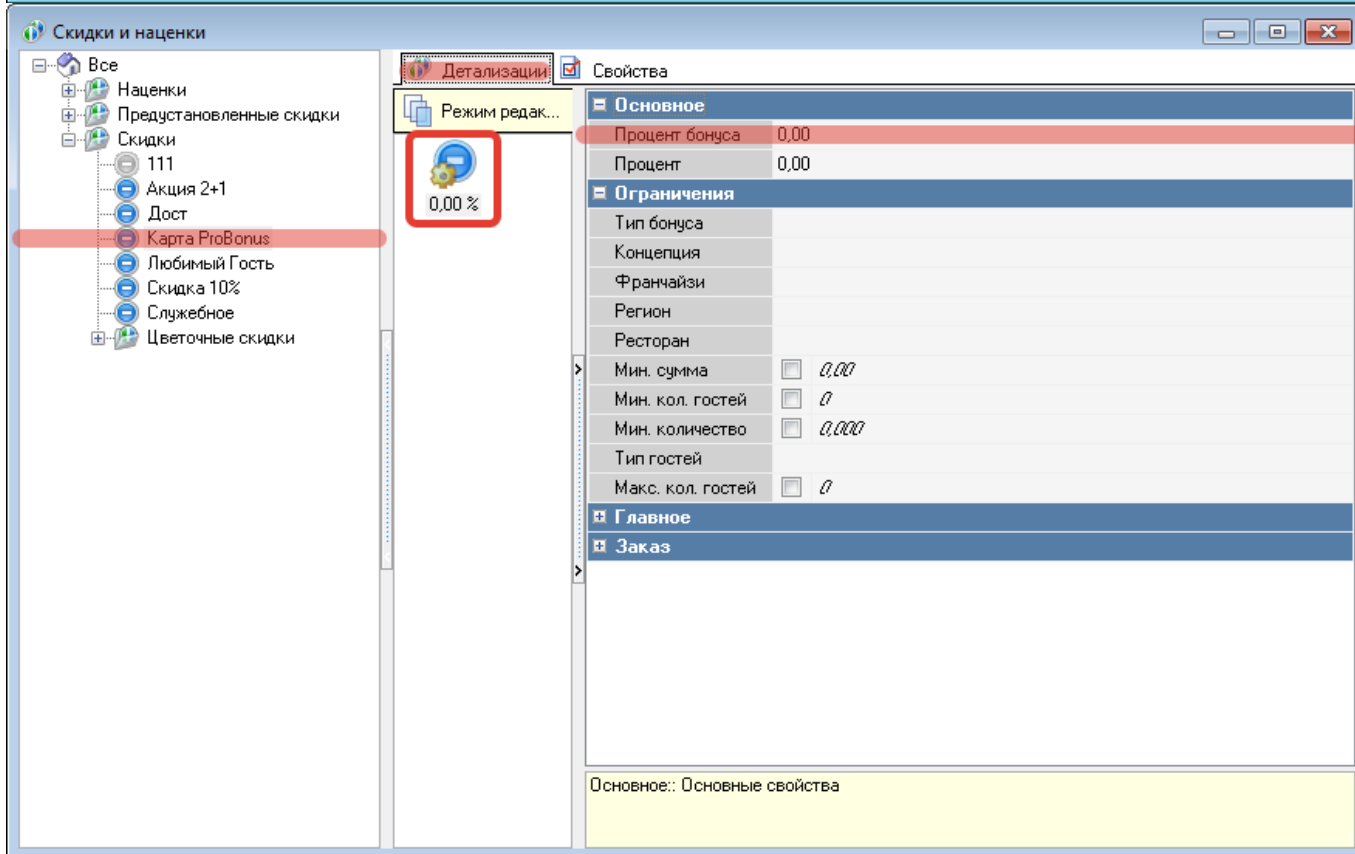 Скидки и наценки
Все
Наценки
Предустановленные скидки
Скидки
111
Акция 2+1
Дост
Карта ProBonus
Любимый Гость
Скидка 10%
Служебное
Цветочные скидки
Детализации
Свойства
Режим редак...
0,00 %
Основное
Процент бонуса 0,00
Процент 0,00
Ограничения
Тип бонуса
Концепция
Франчайзи
Регион
Ресторан
Мин. сумма 0,00
Мин. кол. гостей 0
Мин. количество 0,000
Тип гостей
Макс. кол. гостей 0
Главное
Заказ
Основное:: Основные свойства